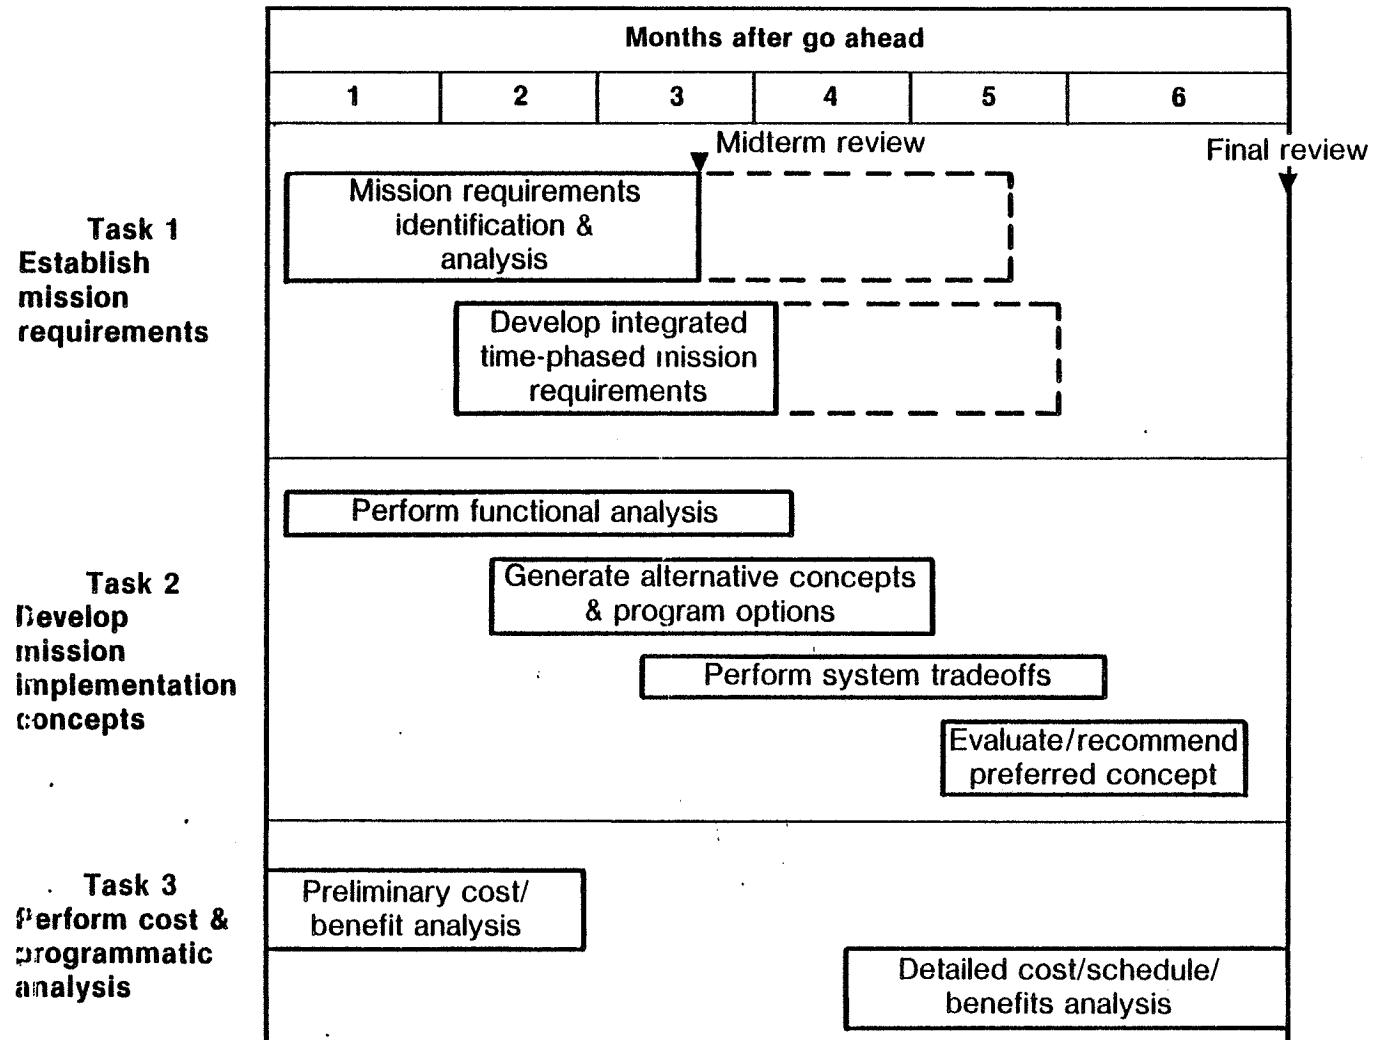 Months after go ahead
1 2 3 4 5 6
Midterm review
Final review
Task 1
Establish
mission
requirements
Mission requirements
identification &
analysis
Develop integrated
time-phased mission
requirements
Task 2
Develop
mission
implementation
concepts
Perform functional analysis
Generate alternative concepts
& program options
Perform system tradeoffs
Evaluate/recommend
preferred concept
Task 3
Perform cost &
programmatic
analysis
Preliminary cost/
benefit analysis
Detailed cost/schedule/
benefits analysis